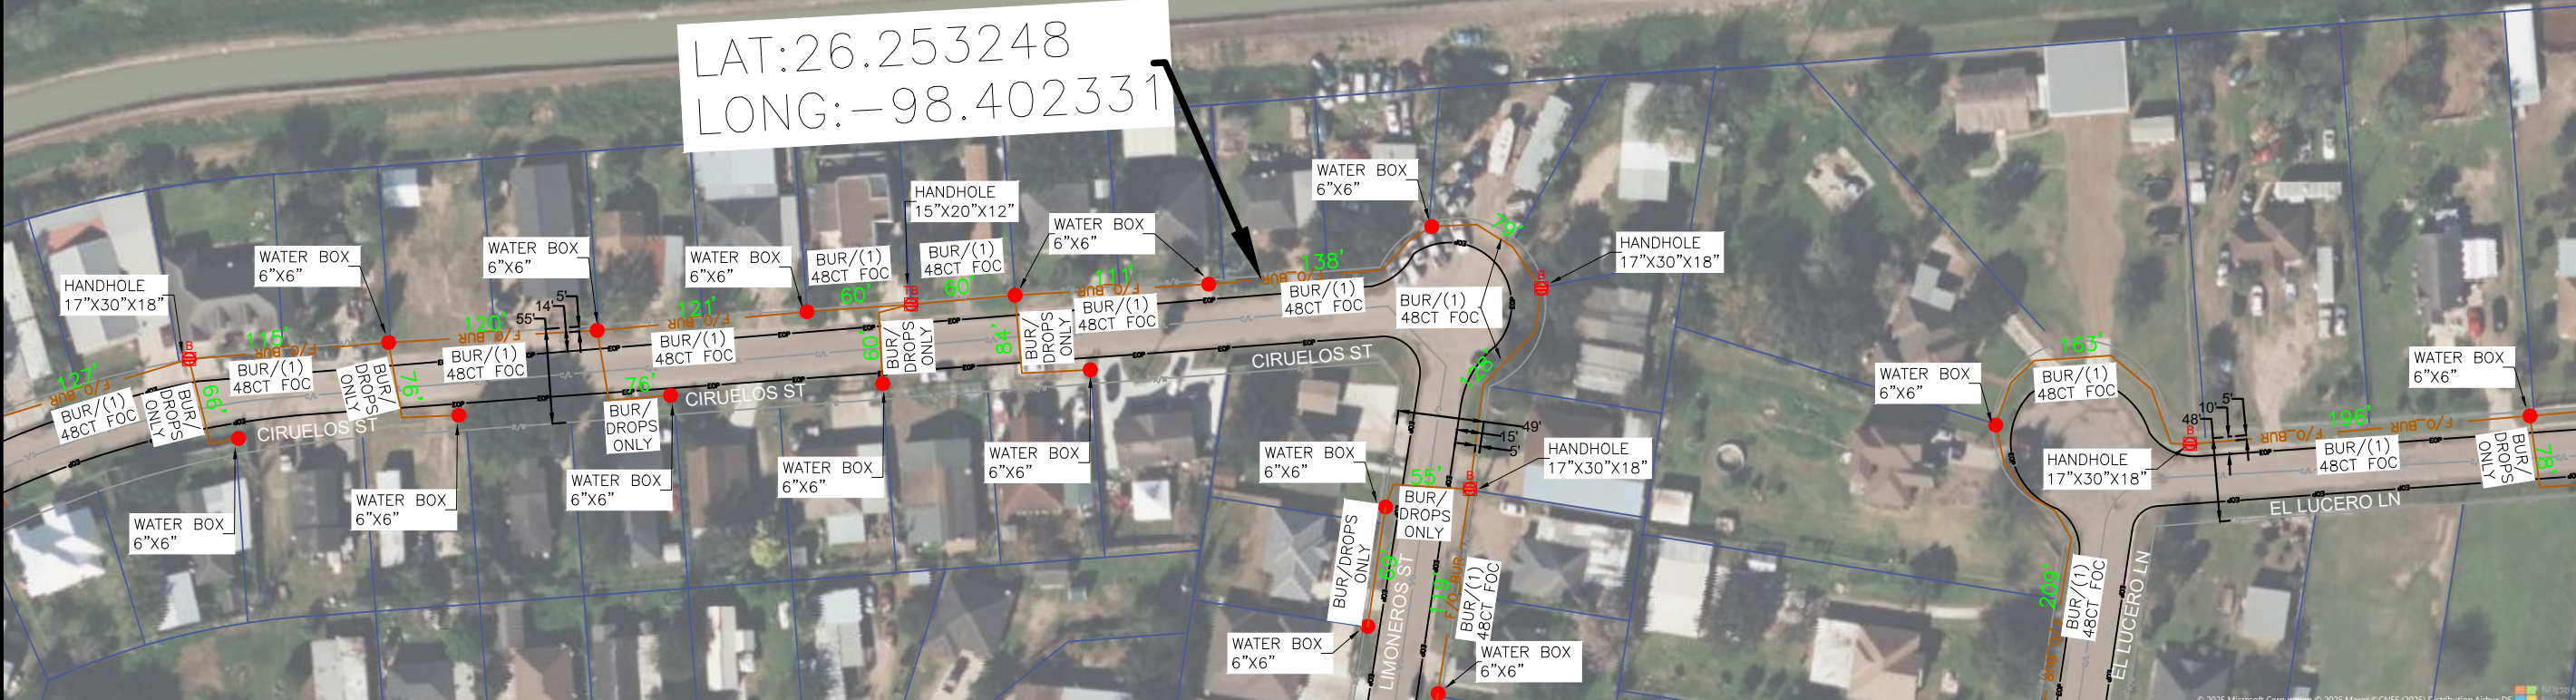 LAT:26.253248
LONG:-98.402331
WATER BOX
6"X6"
HANDHOLE
15"X20"X12"
WATER BOX
6"X6"
HANDHOLE
17"X30"X18"
WATER BOX
6"X6"
WATER BOX
6"X6"
WATER BOX
6"X6"
BUR/(1)
48CT FOC
BUR/(1)
48CT FOC
HANDHOLE
17"X30"X18"
5'
14'
55'
127'
115'
120'
121'
60'
60'
111'
138'
79'
B
TB
B
F/O_BUR
F/O_BUR
F/O_BUR
F/O_BUR
F/O_BUR
BUR/(1)
48CT FOC
BUR/(1)
48CT FOC
BUR/(1)
48CT FOC
BUR/(1)
48CT FOC
BUR/(1)
48CT FOC
BUR/(1)
48CT FOC
BUR/(1)
48CT FOC
BUR/
DROPS
ONLY
66'
BUR/
DROPS
ONLY
76'
76'
BUR/
DROPS
ONLY
60'
BUR/
DROPS
ONLY
84'
BUR/
DROPS
ONLY
EOP
CIRUELOS ST
CIRUELOS ST
CIRUELOS ST
WATER BOX
6"X6"
WATER BOX
6"X6"
WATER BOX
6"X6"
WATER BOX
6"X6"
WATER BOX
6"X6"
WATER BOX
6"X6"
49'
15'
5'
HANDHOLE
17"X30"X18"
55'
B
BUR/
DROPS
ONLY
BUR/DROPS
ONLY
69'
LIMONEROS ST
119'
F/O_BUR
BUR/(1)
48CT FOC
WATER BOX
6"X6"
WATER BOX
6"X6"
WATER BOX
6"X6"
163'
BUR/(1)
48CT FOC
HANDHOLE
17"X30"X18"
B
48'
10'
5'
196'
F/O_BUR
F/O_BUR
BUR/(1)
48CT FOC
WATER BOX
6"X6"
BUR/
DROPS
ONLY
78'
EL LUCERO LN
209'
BUR/(1)
48CT FOC
EL LUCERO LN